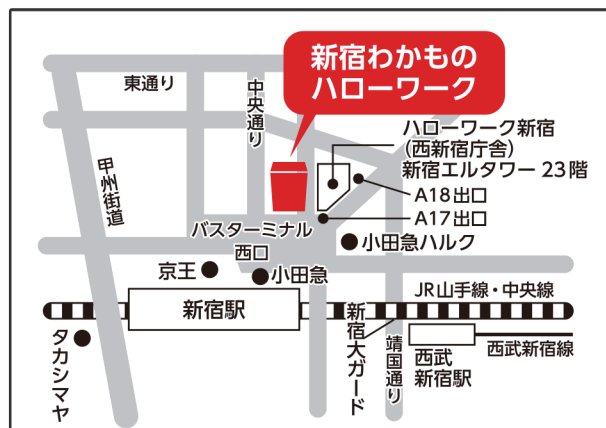 新宿わかもの
ハローワーク
東通り
中央通り
甲州街道
ハローワーク新宿
(西新宿庁舎)
新宿エルタワー 23階
A18出口
A17出口
バスターミナル
西口
小田急ハルク
京王
小田急
JR山手線・中央線
新宿駅
タカシマヤ
新宿大ガード
靖国通り
西武
新宿駅
西武新宿線